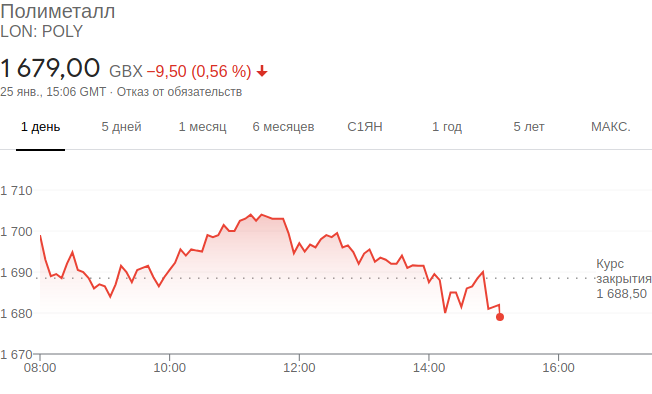 Полиметалл
LON: POLY
1 679,00 GBX −9,50 (0,56 %)
25 янв., 15:06 GMT · Отказ от обязательств
1 день 5 дней 1 месяц 6 месяцев С1ЯН 1 год 5 лет МАКС.
1 710
1 700
1 690
1 680
1 670
Курс
закрытия
1 688,50
08:00 10:00 12:00 14:00 16:00